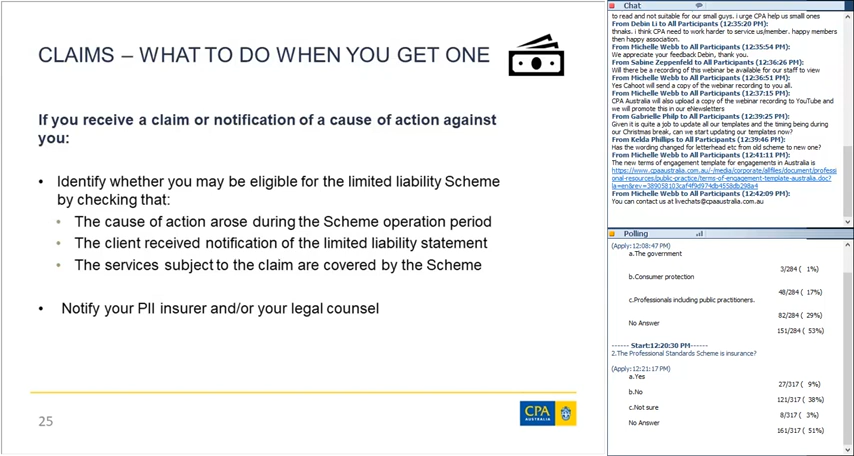 CLAIMS – WHAT TO DO WHEN YOU GET ONE
If you receive a claim or notification of a cause of action against
you:
• Identify whether you may be eligible for the limited liability Scheme
by checking that:
• The cause of action arose during the Scheme operation period
• The client received notification of the limited liability statement
• The services subject to the claim are covered by the Scheme
• Notify your PII insurer and/or your legal counsel
25
CPA
AUSTRALIA
Chat
to read and not suitable for our small guys. i urge CPA help us small ones
From Debin Li to All Participants (12:35:20 PM):
thnaks. i think CPA need to work harder to service us/member. happy members
then happy association.
From Michelle Webb to All Participants (12:35:54 PM):
We appreciate your feedback Debin, thank you.
From Sabine Zeppenfeld to All Participants (12:36:26 PM):
Will there be a recording of this webinar be available for our staff to view
From Michelle Webb to All Participants (12:36:51 PM):
Yes Cahoot will send a copy of the webinar recording to you all.
From Michelle Webb to All Participants (12:37:15 PM):
CPA Australia will also upload a copy of the webinar recording to YouTube and
we will promote this in our eNewsletters
From Gabrielle Philp to All Participants (12:39:25 PM):
Given it is quite a job to update all our templates and the timing being during
our Christmas break, can we start updating our templates now?
From Kelda Phillips to All Participants (12:39:46 PM):
Has the wording changed for letterhead etc from old scheme to new one?
From Michelle Webb to All Participants (12:41:11 PM):
The new terms of engagement template for engagements in Australia is
https://www.cpaaustralia.com.au/-/media/corporate/allfiles/document/professi
onal-resources/public-practice/terms-of-engagement-template-australia.doc?
la=en&rev=389058103caf4f9d974db4558db298a4
From Michelle Webb to All Participants (12:42:09 PM):
You can contact us at livechats@cpaaustralia.com.au
Polling
(Apply:12:08:47 PM)
a.The government
3/284 ( 1%)
b.Consumer protection
48/284 ( 17%)
c.Professionals including public practitioners.
82/284 ( 29%)
No Answer
151/284 ( 53%)
------ Start:12:20:30 PM------
2.The Professional Standards Scheme is insurance?
(Apply:12:21:17 PM)
a.Yes
27/317 ( 9%)
b.No
121/317 ( 38%)
c.Not sure
8/317 ( 3%)
No Answer
161/317 ( 51%)